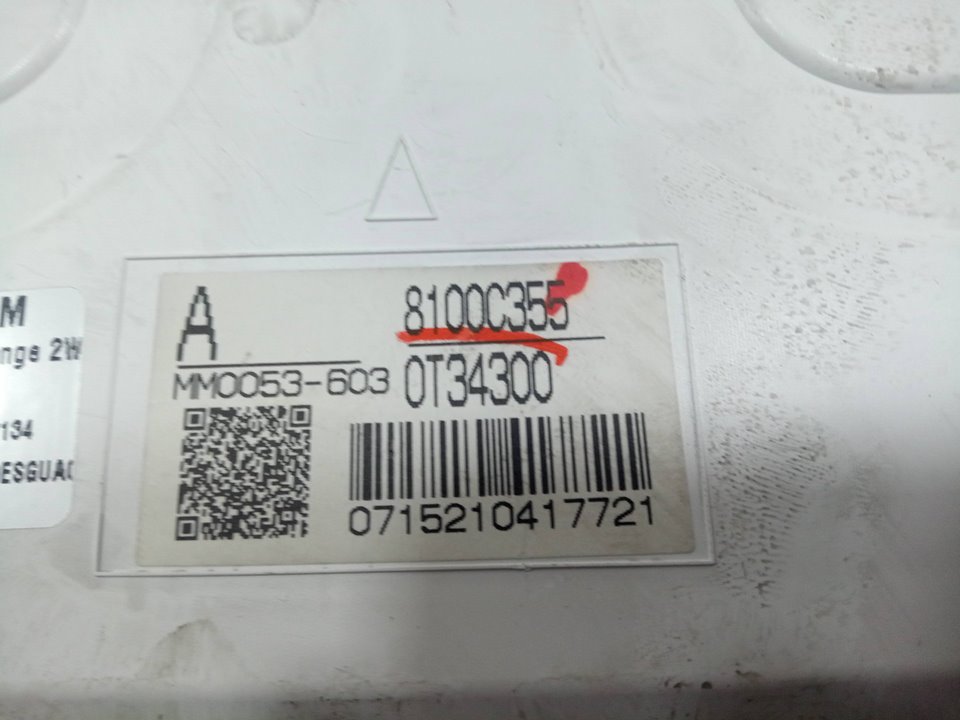 M
nge 2W
134
ESGUAC
A
8100C355
MM0053-603
0T34300
0715210417721